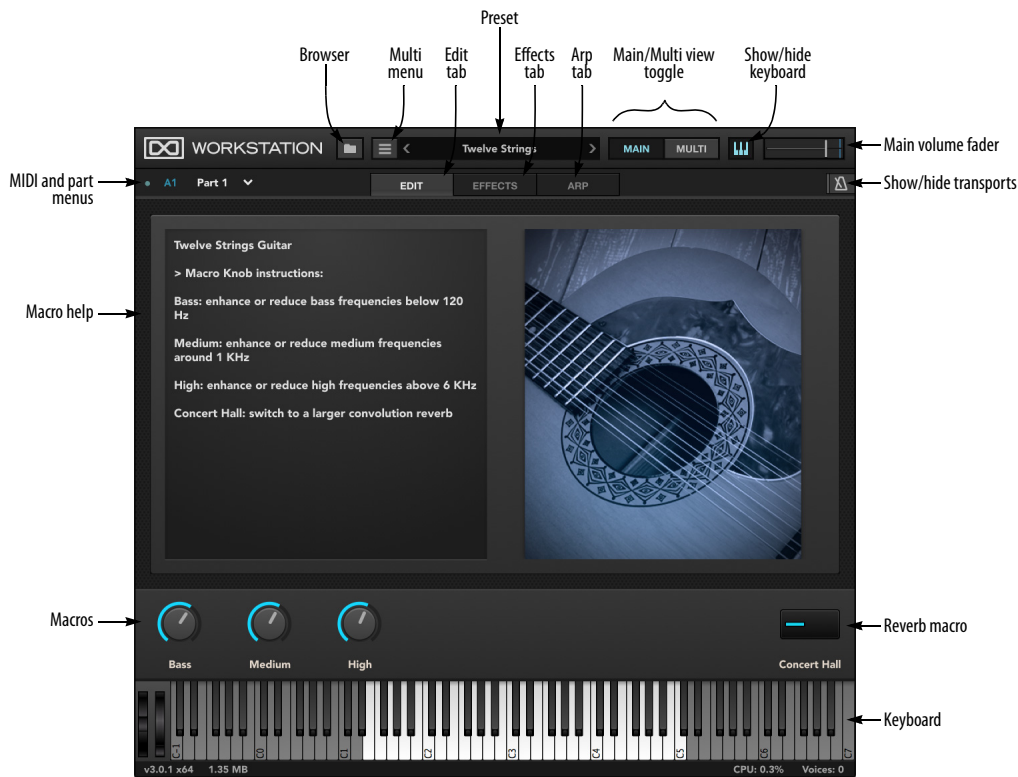 Preset
Browser
Multi
menu
Edit
tab
Effects
tab
Arp
tab
Main/Multi view
toggle
Show/hide
keyboard
WORKSTATION
Twelve Strings
MAIN
MULTI
Main volume fader
MIDI and part
menus
A1
Part 1
EDIT
EFFECTS
ARP
Show/hide transports
Twelve Strings Guitar
> Macro Knob instructions:
Bass: enhance or reduce bass frequencies below 120
Hz
Macro help
Medium: enhance or reduce medium frequencies
around 1 KHz
High: enhance or reduce high frequencies above 6 KHz
Concert Hall: switch to a larger convolution reverb
Macros
Reverb macro
Bass
Medium
High
Concert Hall
Keyboard
C-1
C0
C1
C2
C3
C4
C5
C6
C7
v3.0.1 x64
1.35 MB
CPU: 0.3%
Voices: 0